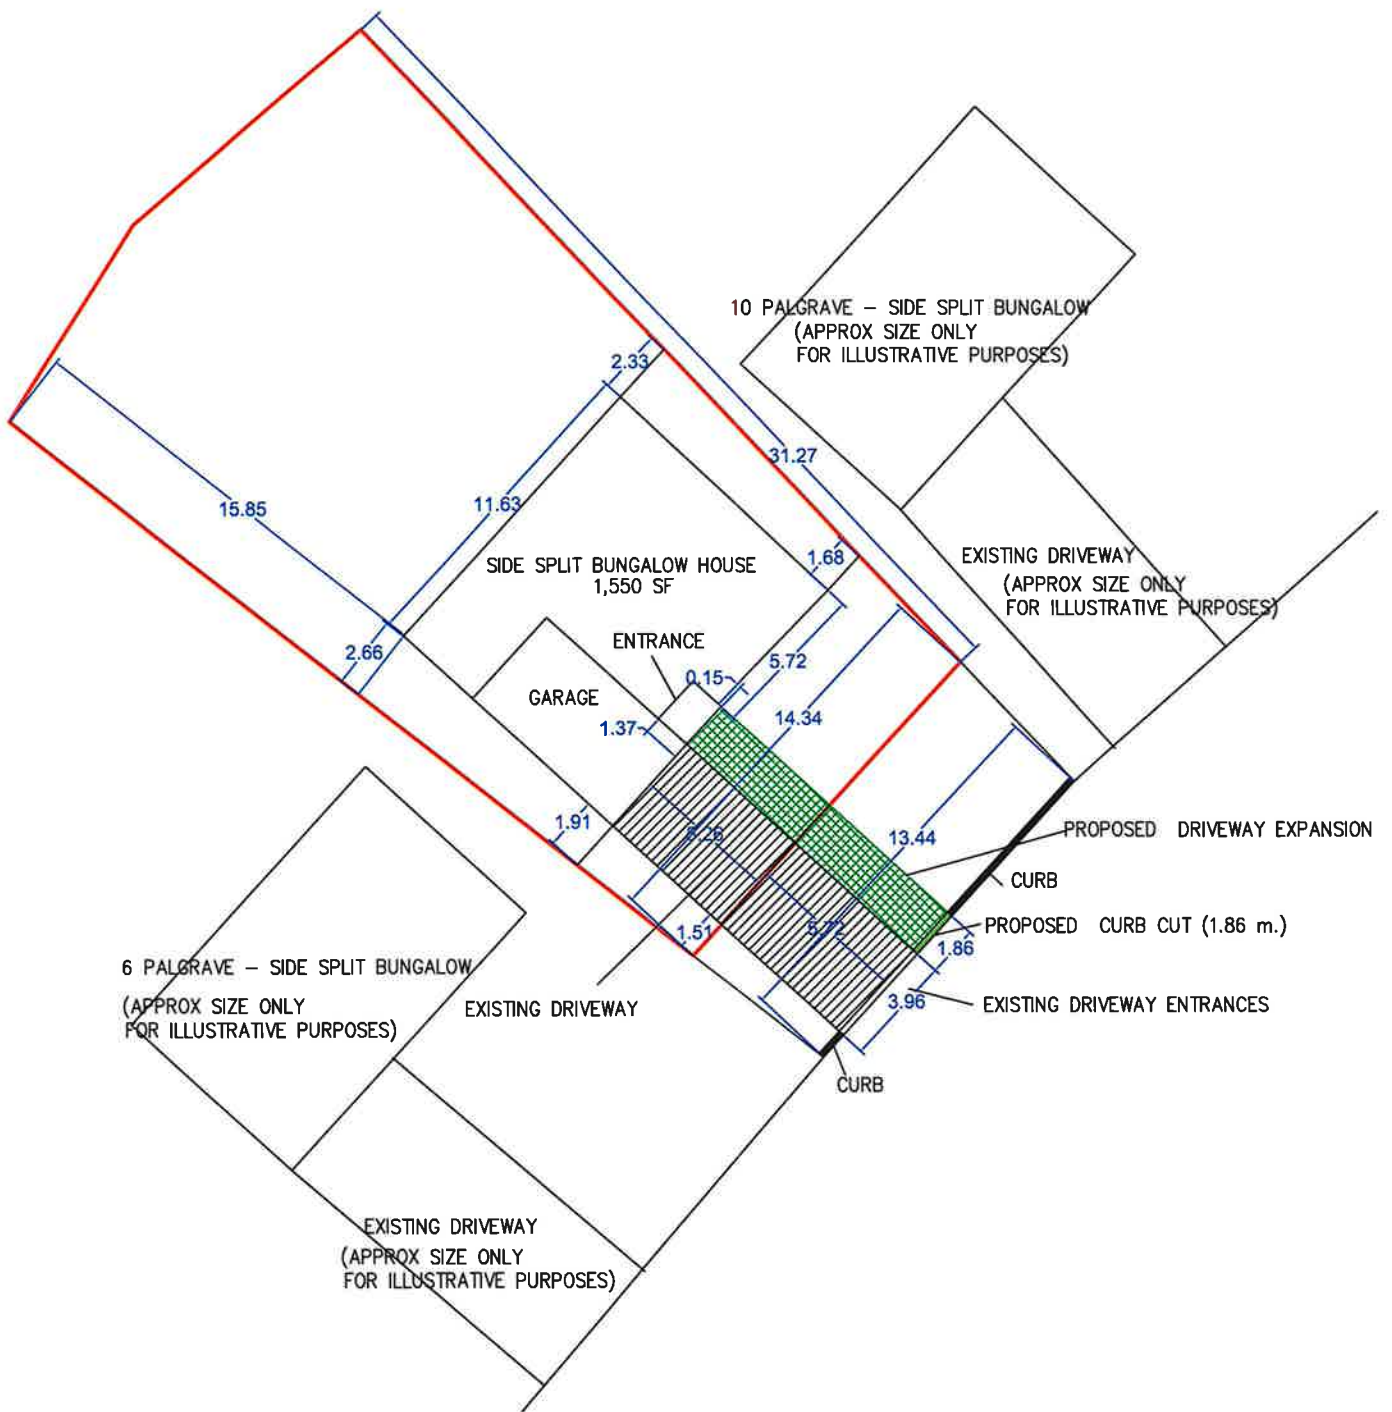 10 PALGRAVE – SIDE SPLIT BUNGALOW
(APPROX SIZE ONLY
FOR ILLUSTRATIVE PURPOSES)
2.33
31.27
15.85
11.63
1.68
EXISTING DRIVEWAY
(APPROX SIZE ONLY
FOR ILLUSTRATIVE PURPOSES)
SIDE SPLIT BUNGALOW HOUSE
1,550 SF
ENTRANCE
2.66
5.72
0.15
GARAGE
14.34
1.37
1.91
8.26
13.44
PROPOSED DRIVEWAY EXPANSION
CURB
1.51
5.72
PROPOSED CURB CUT (1.86 m.)
1.86
6 PALGRAVE – SIDE SPLIT BUNGALOW
(APPROX SIZE ONLY
FOR ILLUSTRATIVE PURPOSES)
EXISTING DRIVEWAY
3.96
EXISTING DRIVEWAY ENTRANCES
CURB
EXISTING DRIVEWAY
(APPROX SIZE ONLY
FOR ILLUSTRATIVE PURPOSES)